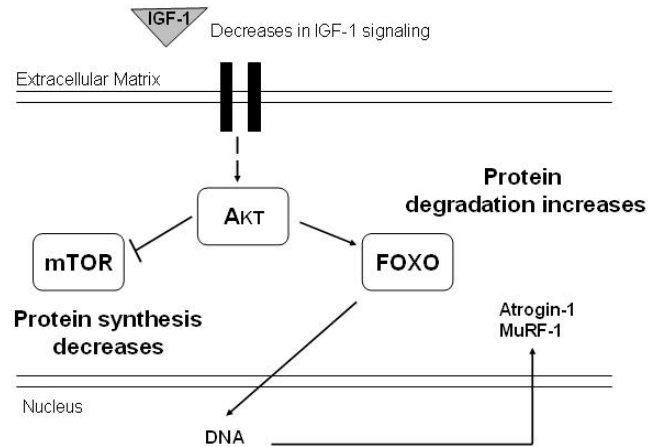 IGF-1
Decreases in IGF-1 signaling
Extracellular Matrix
AKT
Protein
degradation increases
mTOR
FOXO
Protein synthesis
decreases
Atrogin-1
MuRF-1
Nucleus
DNA